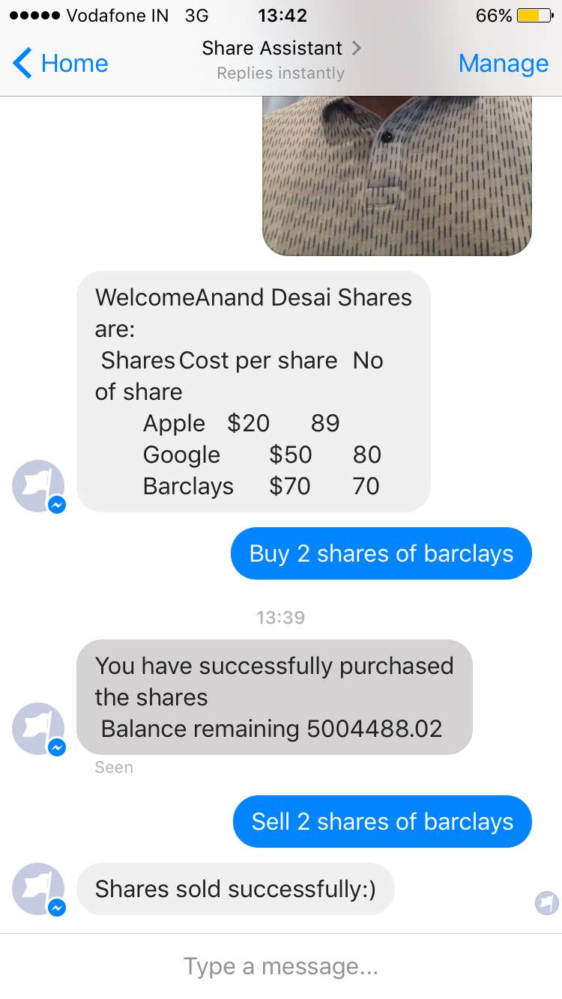 Vodafone IN 3G 13:42 66%
Home Share Assistant Manage
Replies instantly
WelcomeAnand Desai Shares
are:
Shares Cost per share No
of share
Apple $20 89
Google $50 80
Barclays $70 70
Buy 2 shares of barclays
13:39
You have successfully purchased
the shares
Balance remaining 5004488.02
Seen
Sell 2 shares of barclays
Shares sold successfully:)
Type a message...